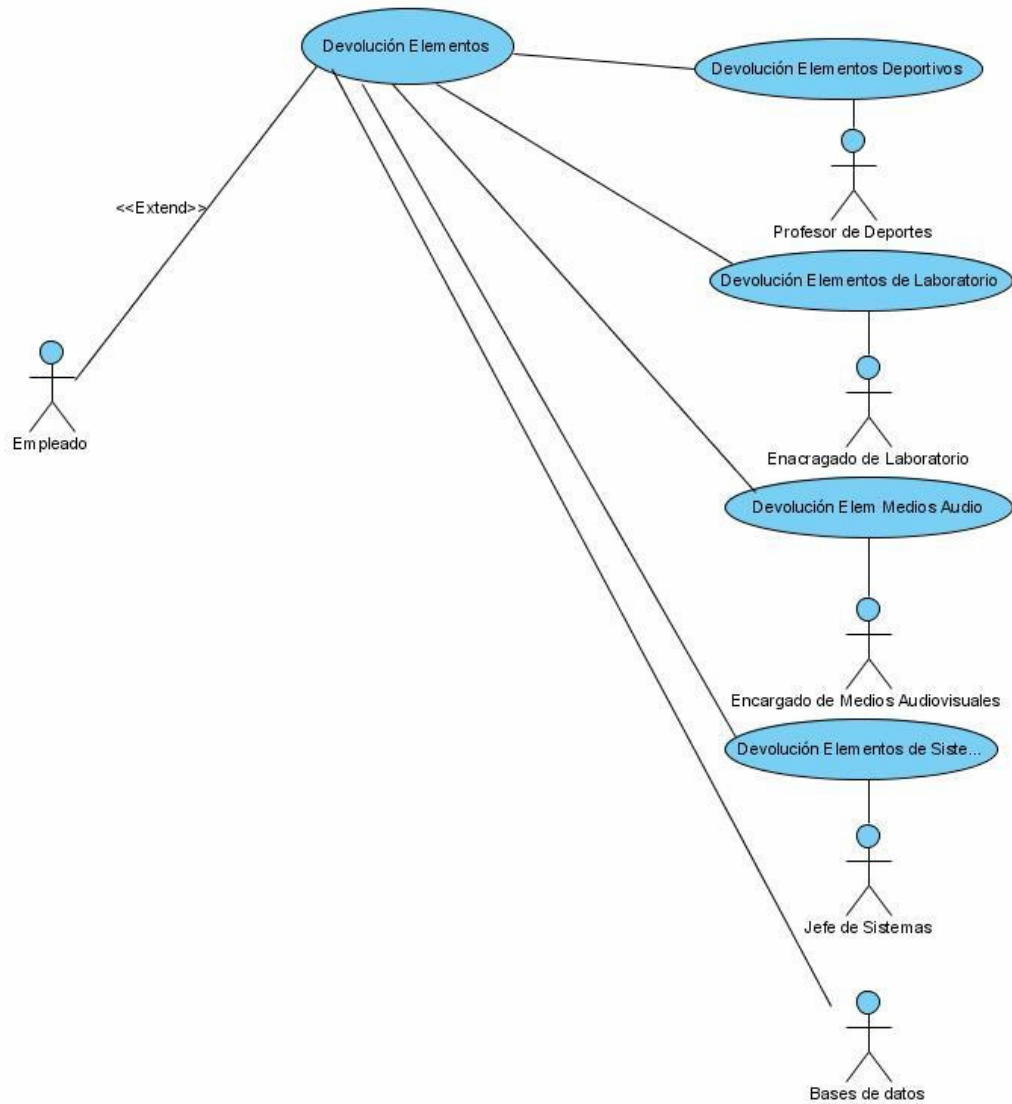 Devolución Elementos
Devolución Elementos Deportivos
<<Extend>>
Profesor de Deportes
Devolución Elementos de Laboratorio
Empleado
Enacragado de Laboratorio
Devolución Elem Medios Audio
Encargado de Medios Audiovisuales
Devolución Elementos de Siste...
Jefe de Sistemas
Bases de datos